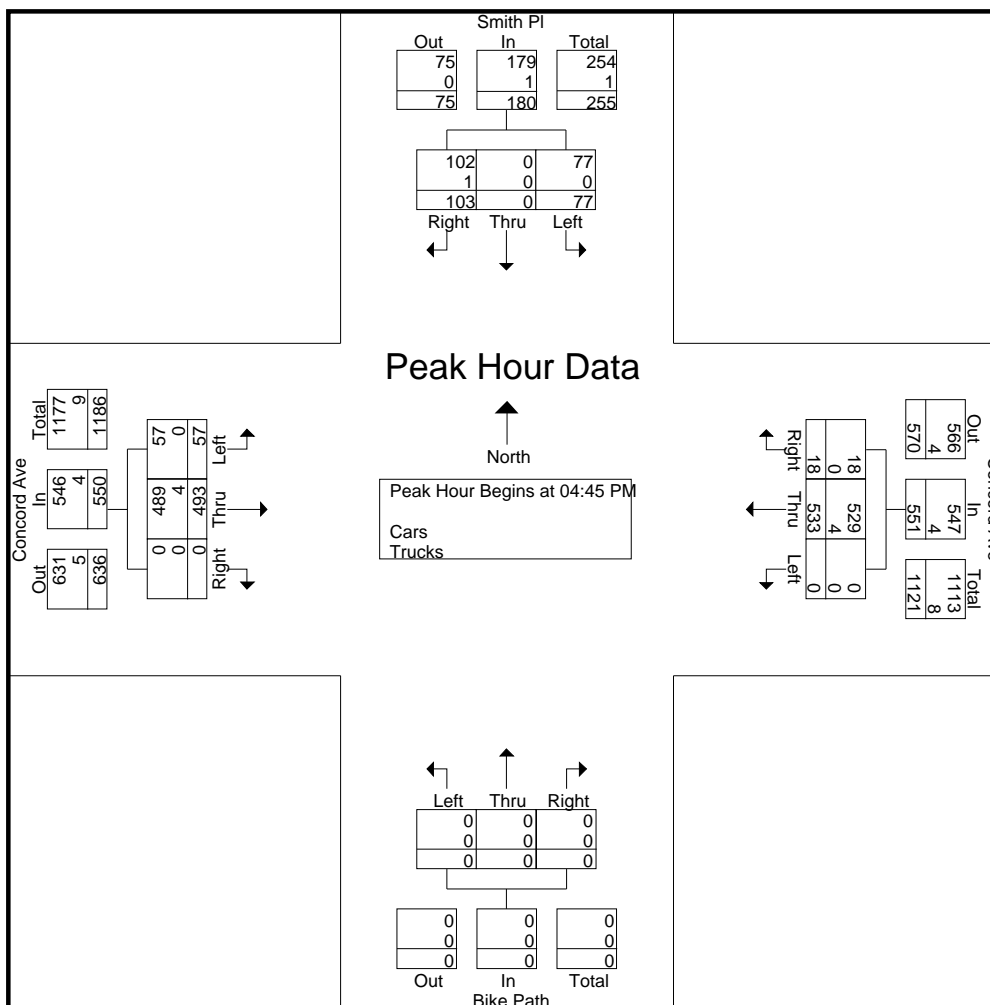 Smith Pl
Out In Total
75 179 254
0 1 1
75 180 255
102 0 77
1 0 0
103 0 77
Right Thru Left
Peak Hour Data
North
Peak Hour Begins at 04:45 PM
Cars
Trucks
Concord Ave
Total In Out
1177 546 631
9 4 5
1186 550 636
57 489 0
0 4 0
57 493 0
Left Thru Right
Out In Total
566 547 1113
4 4 8
570 551 1121
18 529 0
0 4 0
18 533 0
Right Thru Left
Left Thru Right
0 0 0
0 0 0
0 0 0
0 0 0
0 0 0
0 0 0
Out In Total
Bike Path